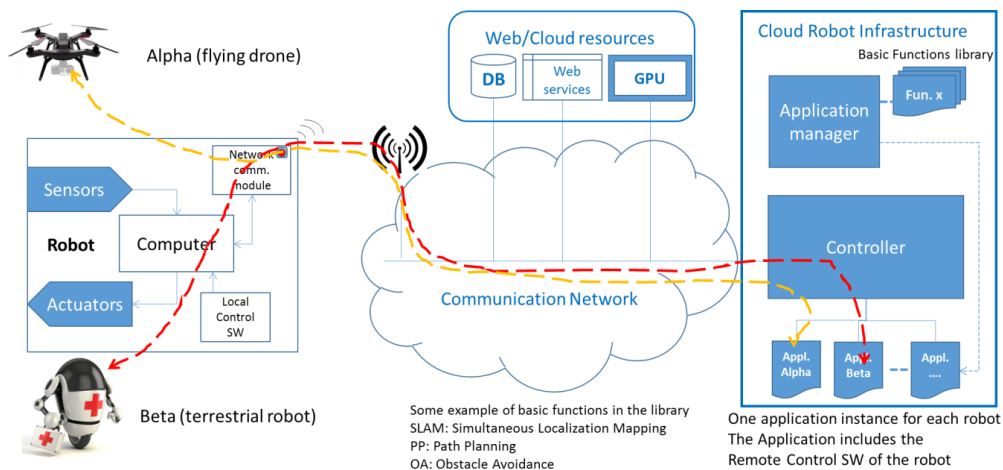 Alpha (flying drone)
Web/Cloud resources
DB
Web
services
GPU
Cloud Robot Infrastructure
Basic Functions library
Application
manager
Fun. x
Network
comm.
module
Sensors
Robot
Computer
Actuators
Local
Control
SW
Controller
Communication Network
Appl.
Alpha
Appl.
Beta
Appl.
....
Beta (terrestrial robot)
Some example of basic functions in the library
SLAM: Simultaneous Localization Mapping
PP: Path Planning
OA: Obstacle Avoidance
One application instance for each robot
The Application includes the
Remote Control SW of the robot